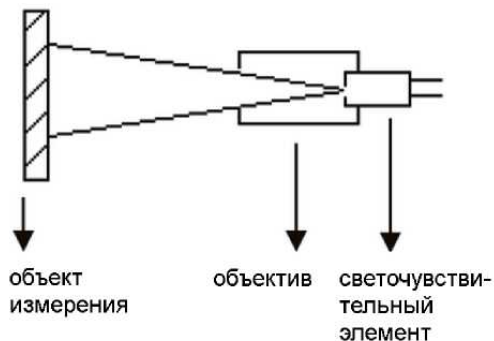 объект
измерения
объектив
светочувстви-
тельный
элемент